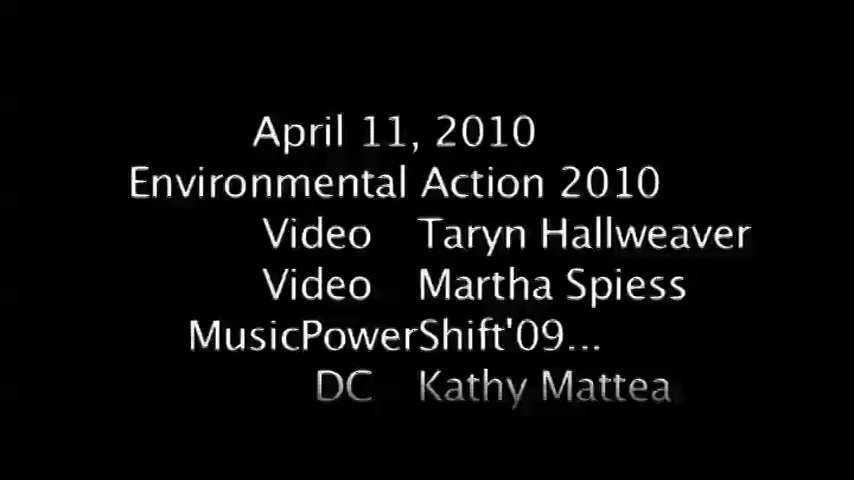 April 11, 2010
Environmental Action 2010
Video Taryn Hallweaver
Video Martha Spiess
MusicPowerShift'09...
DC Kathy Mattea